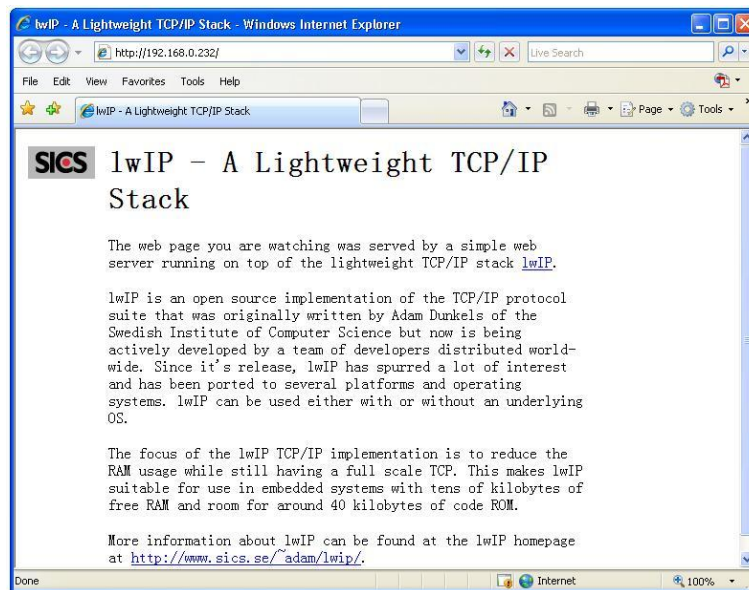 lwIP - A Lightweight TCP/IP Stack - Windows Internet Explorer
http://192.168.0.232/
Live Search
File Edit View Favorites Tools Help
lwIP - A Lightweight TCP/IP Stack
Page Tools
SICS
lwIP - A Lightweight TCP/IP
Stack
The web page you are watching was served by a simple web
server running on top of the lightweight TCP/IP stack lwIP.
lwIP is an open source implementation of the TCP/IP protocol
suite that was originally written by Adam Dunkels of the
Swedish Institute of Computer Science but now is being
actively developed by a team of developers distributed world-
wide. Since it's release, lwIP has spurred a lot of interest
and has been ported to several platforms and operating
systems. lwIP can be used either with or without an underlying
OS.
The focus of the lwIP TCP/IP implementation is to reduce the
RAM usage while still having a full scale TCP. This makes lwIP
suitable for use in embedded systems with tens of kilobytes of
free RAM and room for around 40 kilobytes of code ROM.
More information about lwIP can be found at the lwIP homepage
at http://www.sics.se/~adam/lwip/.
Done Internet 100%